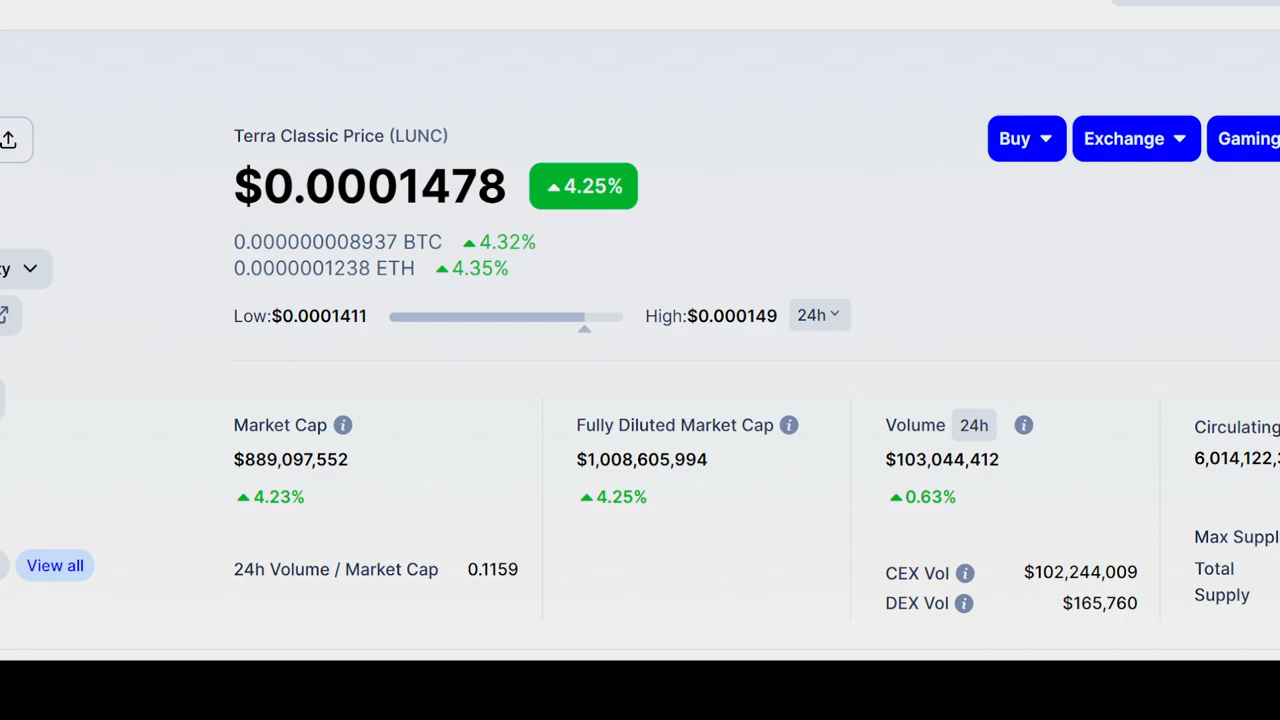 Terra Classic Price (LUNC)
Buy
Exchange
Gaming
$0.0001478
4.25%
0.000000008937 BTC
4.32%
0.0000001238 ETH
4.35%
Low:$0.0001411
High:$0.000149
24h
Market Cap
$889,097,552
4.23%
24h Volume / Market Cap 0.1159
Fully Diluted Market Cap
$1,008,605,994
4.25%
Volume 24h
$103,044,412
0.63%
CEX Vol $102,244,009
DEX Vol $165,760
Circulating
6,014,122,
Max Suppl
Total
Supply
View all